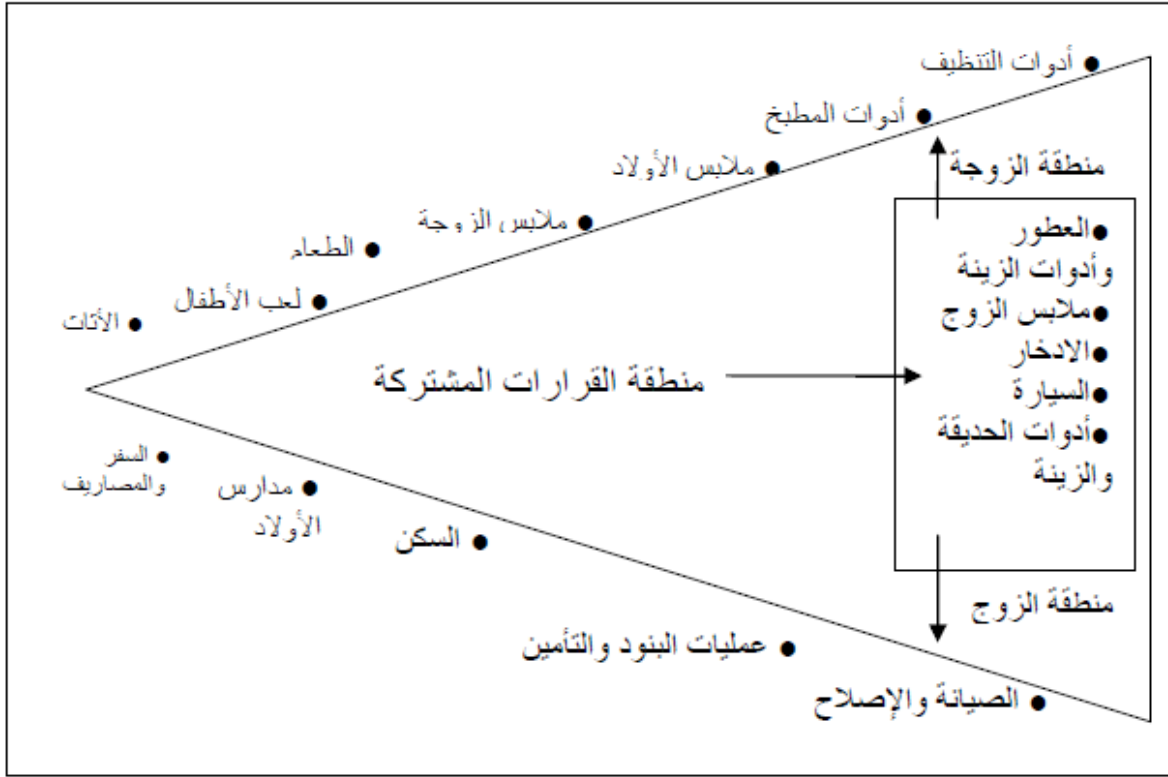 ● أدوات التنظيف
● أدوات المطبخ
منطقة الزوجة
● ملابس الأولاد
● ملابس الزوجة
● الطعام
● لعب الأطفال
● الأثاث
●العطور
وأدوات الزينة
●ملابس الزوج
●الادخار
●السيارة
●أدوات الحديقة
والزينة
منطقة القرارات المشتركة
● السفر
والمصاريف
● مدارس
الأولاد
● السكن
منطقة الزوج
● عمليات البنود والتأمين
● الصيانة والإصلاح